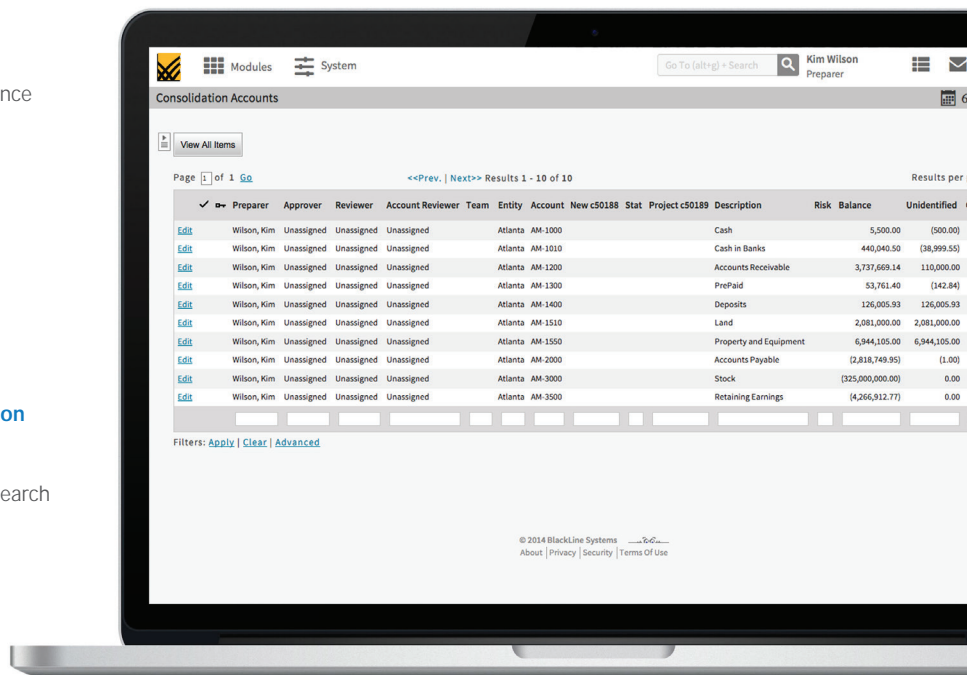 nce
on
earch
Modules System Go To (alt+g) + Search Kim Wilson
Preparer
Consolidation Accounts 6
View All Items
Page 1 of 1 Go <<Prev. | Next>> Results 1 - 10 of 10 Results per
Preparer Approver Reviewer Account Reviewer Team Entity Account New c50188 Stat Project c50189 Description Risk Balance Unidentified
Edit Wilson, Kim Unassigned Unassigned Unassigned Atlanta AM-1000 Cash 5,500.00 (500.00)
Edit Wilson, Kim Unassigned Unassigned Unassigned Atlanta AM-1010 Cash in Banks 440,040.50 (38,999.55)
Edit Wilson, Kim Unassigned Unassigned Unassigned Atlanta AM-1200 Accounts Receivable 3,737,669.14 110,000.00
Edit Wilson, Kim Unassigned Unassigned Unassigned Atlanta AM-1300 PrePaid 53,761.40 (142.84)
Edit Wilson, Kim Unassigned Unassigned Unassigned Atlanta AM-1400 Deposits 126,005.93 126,005.93
Edit Wilson, Kim Unassigned Unassigned Unassigned Atlanta AM-1510 Land 2,081,000.00 2,081,000.00
Edit Wilson, Kim Unassigned Unassigned Unassigned Atlanta AM-1550 Property and Equipment 6,944,105.00 6,944,105.00
Edit Wilson, Kim Unassigned Unassigned Unassigned Atlanta AM-2000 Accounts Payable (2,818,749.95) (1.00)
Edit Wilson, Kim Unassigned Unassigned Unassigned Atlanta AM-3000 Stock (325,000,000.00) 0.00
Edit Wilson, Kim Unassigned Unassigned Unassigned Atlanta AM-3500 Retaining Earnings (4,266,912.77) 0.00
Filters: Apply | Clear | Advanced
© 2014 BlackLine Systems
About | Privacy | Security | Terms Of Use